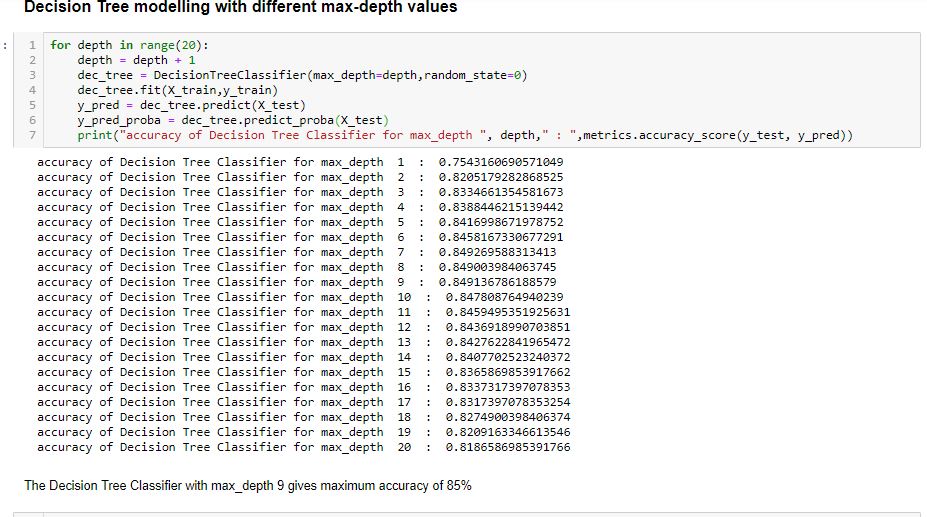 Decision Tree modelling with different max-depth values
:
1 for depth in range(20):
2     depth = depth + 1
3     dec_tree = DecisionTreeClassifier(max_depth=depth,random_state=0)
4     dec_tree.fit(X_train,y_train)
5     y_pred = dec_tree.predict(X_test)
6     y_pred_proba = dec_tree.predict_proba(X_test)
7     print("accuracy of Decision Tree Classifier for max_depth ", depth," : ",metrics.accuracy_score(y_test, y_pred))
accuracy of Decision Tree Classifier for max_depth  1  :  0.7543160690571049
accuracy of Decision Tree Classifier for max_depth  2  :  0.8205179282868525
accuracy of Decision Tree Classifier for max_depth  3  :  0.8334661354581673
accuracy of Decision Tree Classifier for max_depth  4  :  0.8388446215139442
accuracy of Decision Tree Classifier for max_depth  5  :  0.8416998671978752
accuracy of Decision Tree Classifier for max_depth  6  :  0.8458167330677291
accuracy of Decision Tree Classifier for max_depth  7  :  0.849269588313413
accuracy of Decision Tree Classifier for max_depth  8  :  0.849003984063745
accuracy of Decision Tree Classifier for max_depth  9  :  0.849136786188579
accuracy of Decision Tree Classifier for max_depth  10  :  0.847808764940239
accuracy of Decision Tree Classifier for max_depth  11  :  0.8459495351925631
accuracy of Decision Tree Classifier for max_depth  12  :  0.8436918990703851
accuracy of Decision Tree Classifier for max_depth  13  :  0.8427622841965472
accuracy of Decision Tree Classifier for max_depth  14  :  0.8407702523240372
accuracy of Decision Tree Classifier for max_depth  15  :  0.8365869853917662
accuracy of Decision Tree Classifier for max_depth  16  :  0.8337317397078353
accuracy of Decision Tree Classifier for max_depth  17  :  0.8317397078353254
accuracy of Decision Tree Classifier for max_depth  18  :  0.8274900398406374
accuracy of Decision Tree Classifier for max_depth  19  :  0.8209163346613546
accuracy of Decision Tree Classifier for max_depth  20  :  0.8186586985391766
The Decision Tree Classifier with max_depth 9 gives maximum accuracy of 85%